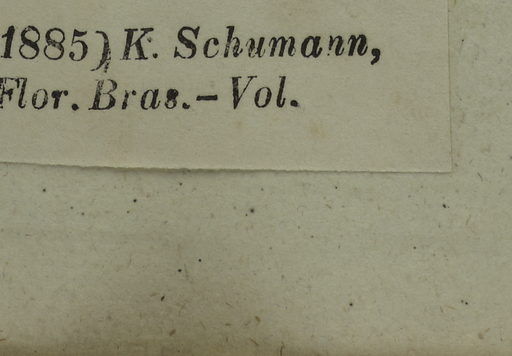 1885) K. Schumann,
Flor. Bras. – Vol.